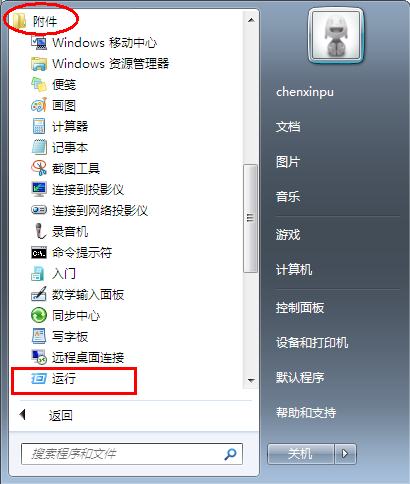 附件
Windows 移动中心
Windows 资源管理器
便笺
画图
计算器
记事本
截图工具
连接到投影仪
连接到网络投影仪
录音机
命令提示符
入门
数学输入面板
同步中心
写字板
远程桌面连接
运行
返回
搜索程序和文件
chenxinpu
文档
图片
音乐
游戏
计算机
控制面板
设备和打印机
默认程序
帮助和支持
关机